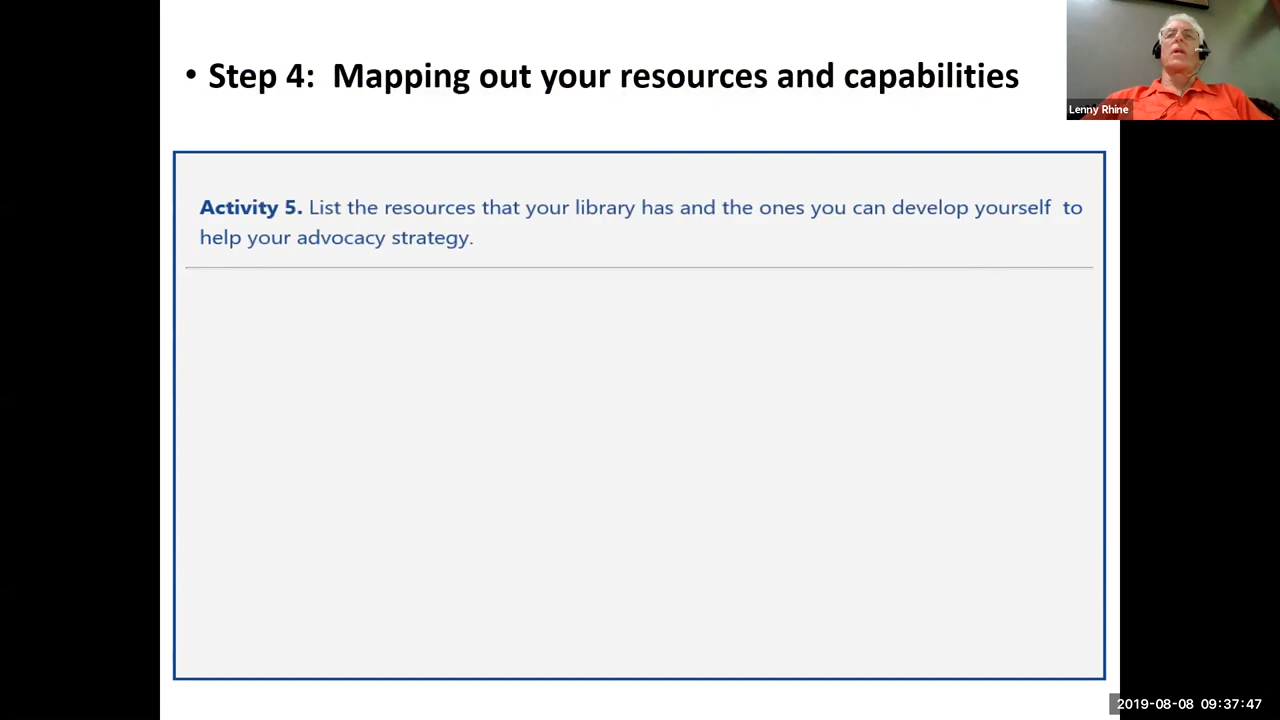 • Step 4: Mapping out your resources and capabilities
Lenny Rhine
Activity 5. List the resources that your library has and the ones you can develop yourself to
help your advocacy strategy.
2019-08-08 09:37:47